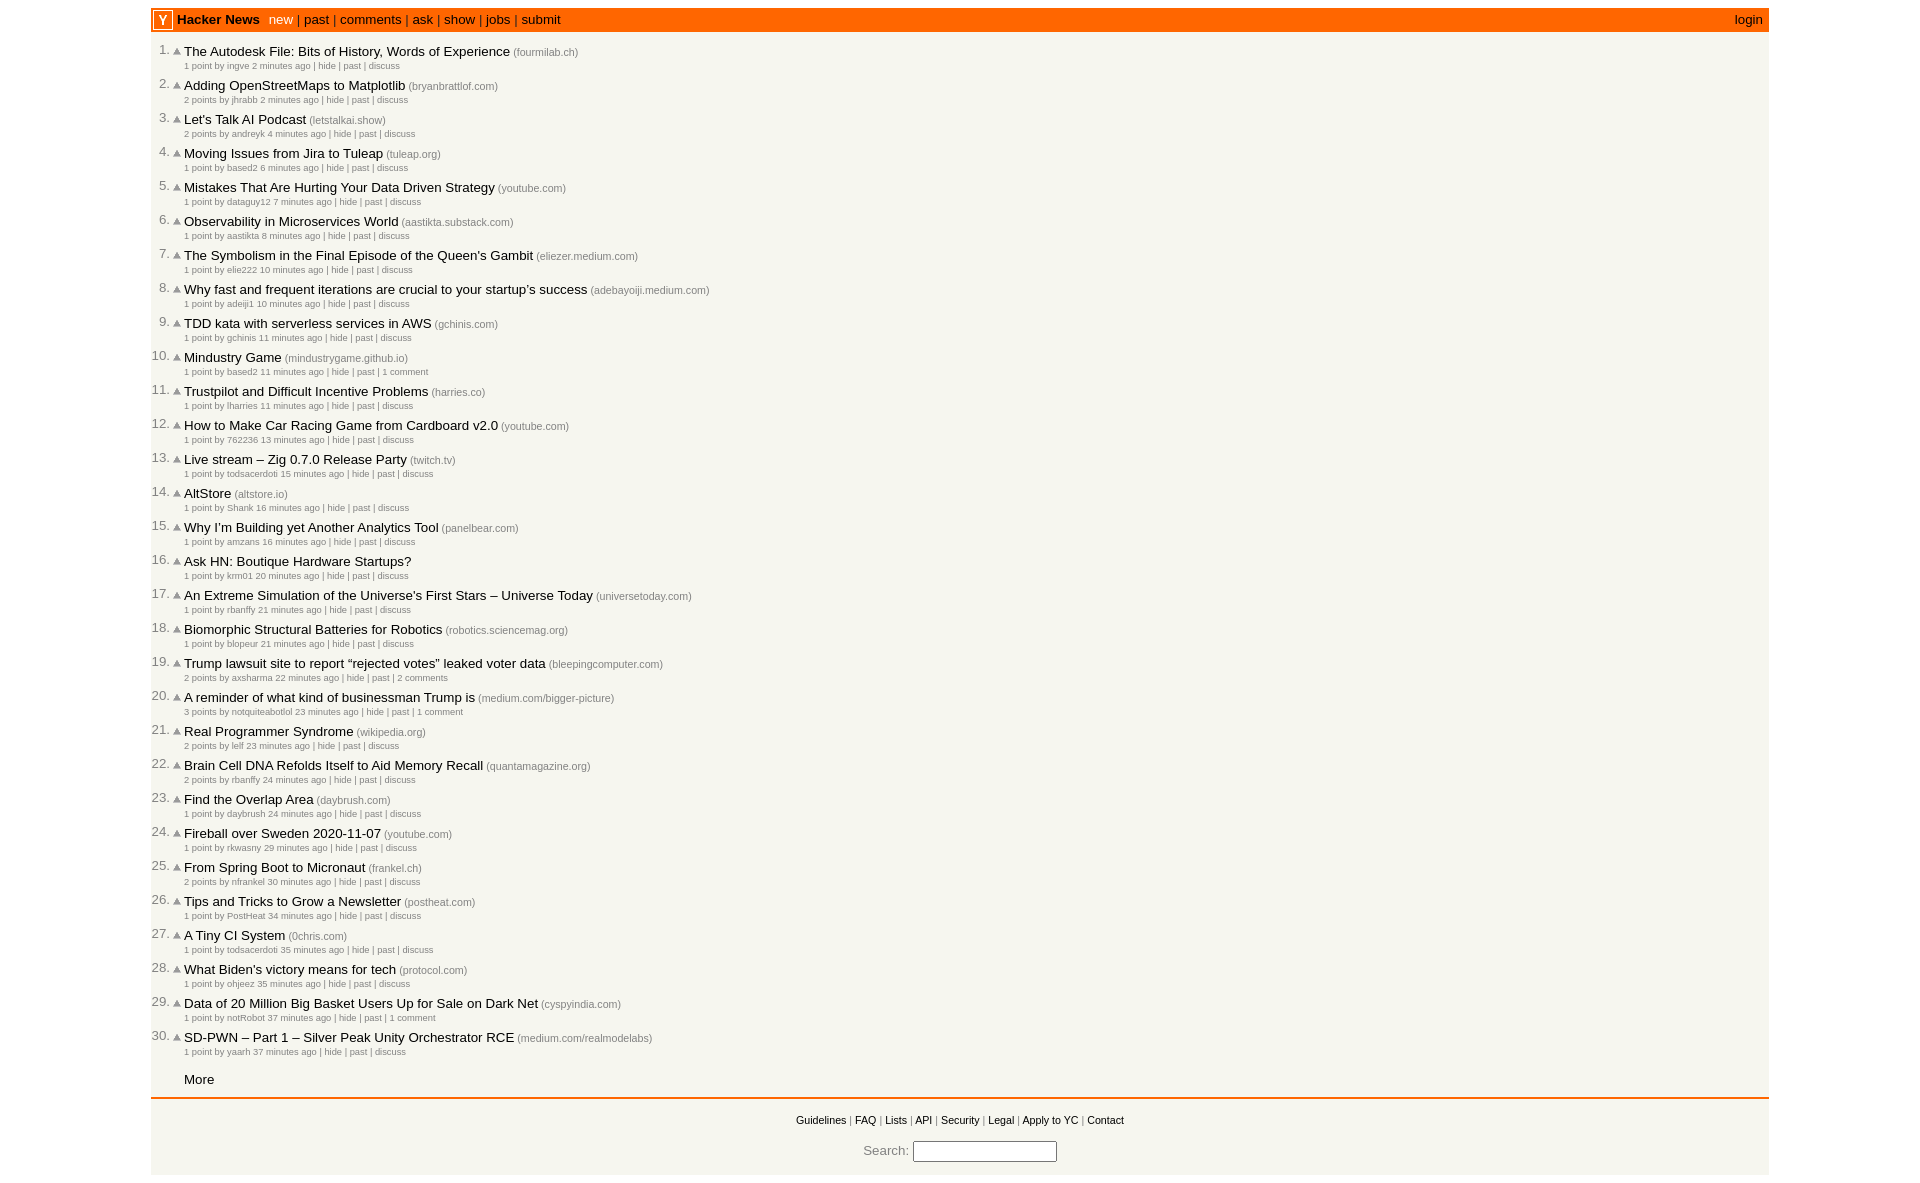 Y Hacker News new | past | comments | ask | show | jobs | submit login
1. The Autodesk File: Bits of History, Words of Experience (fourmilab.ch)
1 point by ingve 2 minutes ago | hide | past | discuss
2. Adding OpenStreetMaps to Matplotlib (bryanbrattlof.com)
2 points by jhrabb 2 minutes ago | hide | past | discuss
3. Let's Talk AI Podcast (letstalkai.show)
2 points by andreyk 4 minutes ago | hide | past | discuss
4. Moving Issues from Jira to Tuleap (tuleap.org)
1 point by based2 6 minutes ago | hide | past | discuss
5. Mistakes That Are Hurting Your Data Driven Strategy (youtube.com)
1 point by dataguy12 7 minutes ago | hide | past | discuss
6. Observability in Microservices World (aastikta.substack.com)
1 point by aastikta 8 minutes ago | hide | past | discuss
7. The Symbolism in the Final Episode of the Queen's Gambit (eliezer.medium.com)
1 point by elie222 10 minutes ago | hide | past | discuss
8. Why fast and frequent iterations are crucial to your startup’s success (adebayoiji.medium.com)
1 point by adeiji1 10 minutes ago | hide | past | discuss
9. TDD kata with serverless services in AWS (gchinis.com)
1 point by gchinis 11 minutes ago | hide | past | discuss
10. Mindustry Game (mindustrygame.github.io)
1 point by based2 11 minutes ago | hide | past | 1 comment
11. Trustpilot and Difficult Incentive Problems (harries.co)
1 point by lharries 11 minutes ago | hide | past | discuss
12. How to Make Car Racing Game from Cardboard v2.0 (youtube.com)
1 point by 762236 13 minutes ago | hide | past | discuss
13. Live stream – Zig 0.7.0 Release Party (twitch.tv)
1 point by todsacerdoti 15 minutes ago | hide | past | discuss
14. AltStore (altstore.io)
1 point by Shank 16 minutes ago | hide | past | discuss
15. Why I’m Building yet Another Analytics Tool (panelbear.com)
1 point by amzans 16 minutes ago | hide | past | discuss
16. Ask HN: Boutique Hardware Startups?
1 point by krm01 20 minutes ago | hide | past | discuss
17. An Extreme Simulation of the Universe's First Stars – Universe Today (universetoday.com)
1 point by rbanffy 21 minutes ago | hide | past | discuss
18. Biomorphic Structural Batteries for Robotics (robotics.sciencemag.org)
1 point by blopeur 21 minutes ago | hide | past | discuss
19. Trump lawsuit site to report “rejected votes” leaked voter data (bleepingcomputer.com)
2 points by axsharma 22 minutes ago | hide | past | 2 comments
20. A reminder of what kind of businessman Trump is (medium.com/bigger-picture)
3 points by notquiteabotlol 23 minutes ago | hide | past | 1 comment
21. Real Programmer Syndrome (wikipedia.org)
2 points by lelf 23 minutes ago | hide | past | discuss
22. Brain Cell DNA Refolds Itself to Aid Memory Recall (quantamagazine.org)
2 points by rbanffy 24 minutes ago | hide | past | discuss
23. Find the Overlap Area (daybrush.com)
1 point by daybrush 24 minutes ago | hide | past | discuss
24. Fireball over Sweden 2020-11-07 (youtube.com)
1 point by rkwasny 29 minutes ago | hide | past | discuss
25. From Spring Boot to Micronaut (frankel.ch)
2 points by nfrankel 30 minutes ago | hide | past | discuss
26. Tips and Tricks to Grow a Newsletter (postheat.com)
1 point by PostHeat 34 minutes ago | hide | past | discuss
27. A Tiny CI System (0chris.com)
1 point by todsacerdoti 35 minutes ago | hide | past | discuss
28. What Biden's victory means for tech (protocol.com)
1 point by ohjeez 35 minutes ago | hide | past | discuss
29. Data of 20 Million Big Basket Users Up for Sale on Dark Net (cyspyindia.com)
1 point by notRobot 37 minutes ago | hide | past | 1 comment
30. SD-PWN – Part 1 – Silver Peak Unity Orchestrator RCE (medium.com/realmodelabs)
1 point by yaarh 37 minutes ago | hide | past | discuss
More
Guidelines | FAQ | Lists | API | Security | Legal | Apply to YC | Contact
Search: